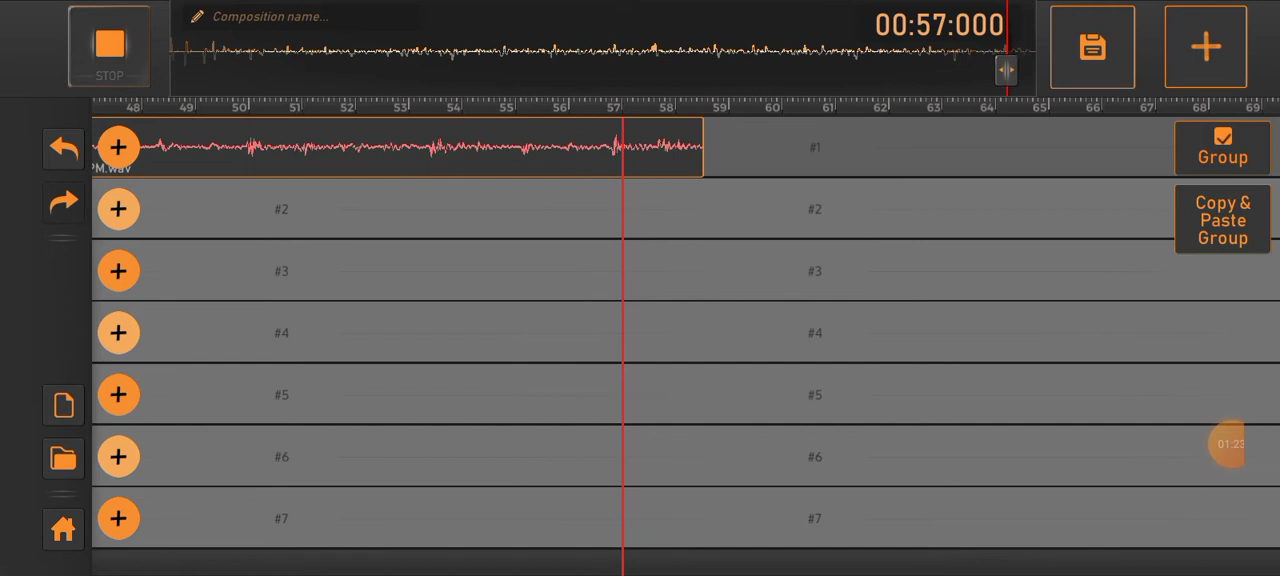 Composition name...
00:57:000
STOP
48 49 50 51 52 53 54 55 56 57 58 59 60 61 62 63 64 65 66 67 68 69
#1
PM.wav
Group
#2 #2
Copy &
Paste
Group
#3 #3
#4 #4
#5 #5
01:23
#6 #6
#7 #7